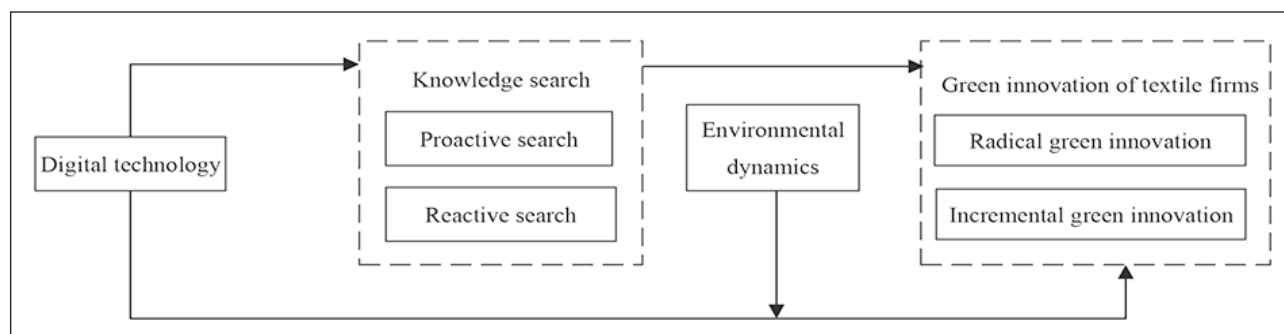 Digital technology
Knowledge search
Proactive search
Reactive search
Environmental
dynamics
Green innovation of textile firms
Radical green innovation
Incremental green innovation